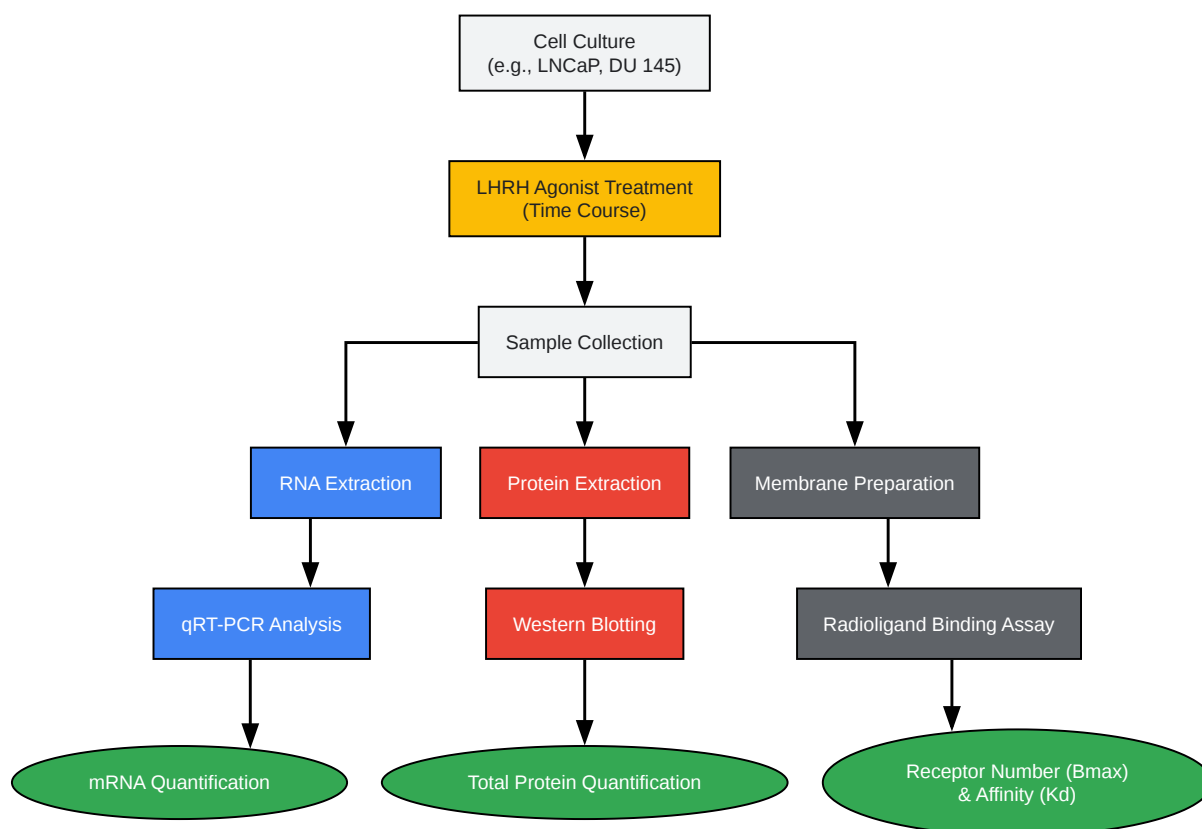 Cell Culture
(e.g., LNCaP, DU 145)
LHRH Agonist Treatment
(Time Course)
Sample Collection
RNA Extraction
Protein Extraction
Membrane Preparation
qRT-PCR Analysis
Western Blotting
Radioligand Binding Assay
mRNA Quantification
Total Protein Quantification
Receptor Number (Bmax)
& Affinity (Kd)